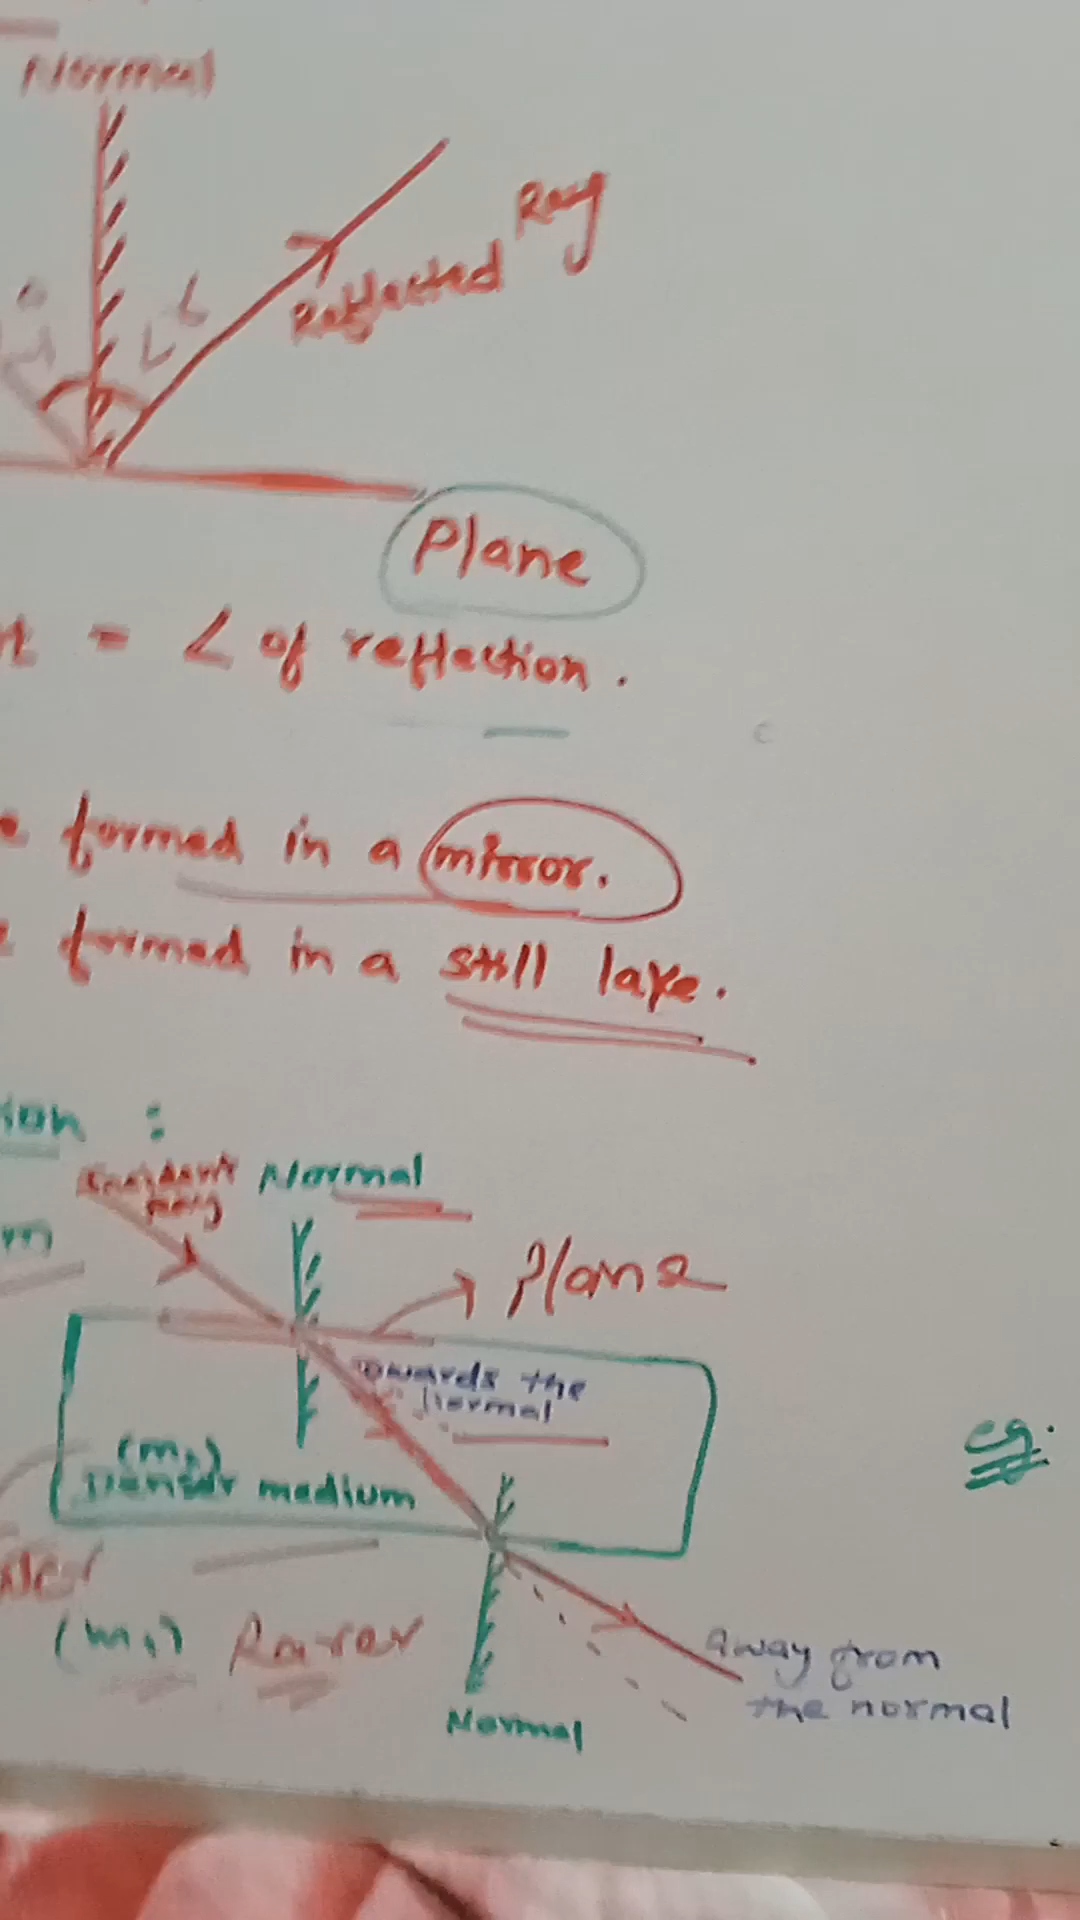 Normal
Reflected Ray
Plane
= ∠ of reflection.
formed in a mirror.
formed in a still lake.
Normal
Ray
Plane
towards the
normal
eg.
medium
Rarer
away from
the normal
Normal